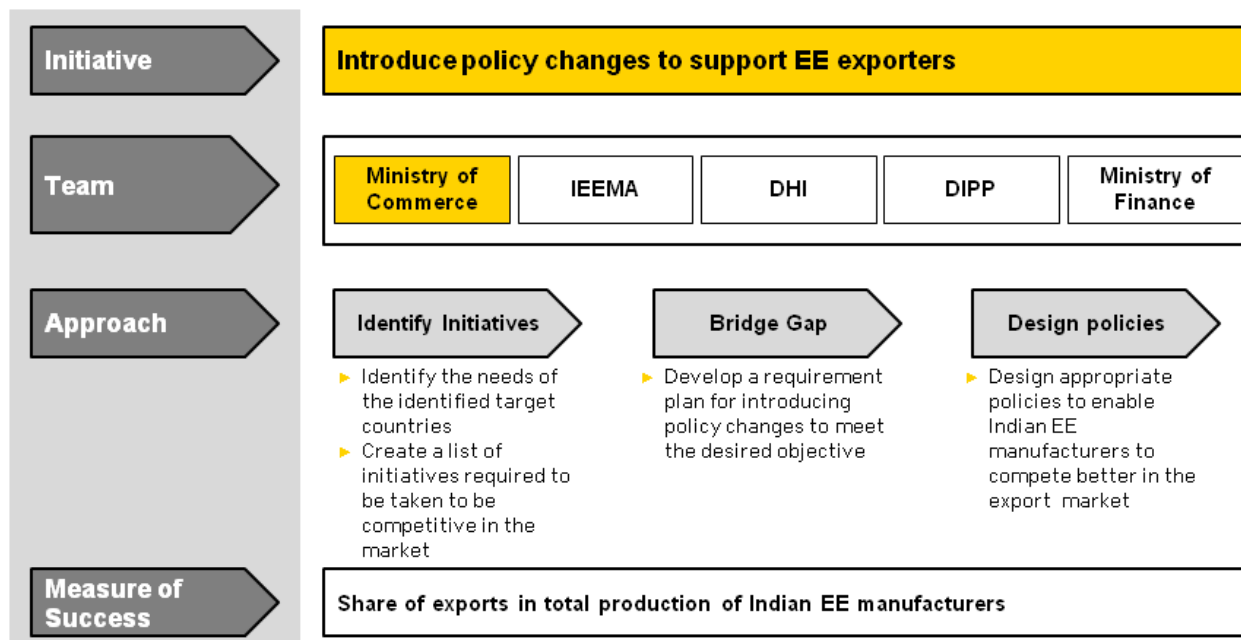 Initiative
Introduce policy changes to support EE exporters
Team
Ministry of
Commerce
IEEMA
DHI
DIPP
Ministry of
Finance
Approach
Identify Initiatives
Identify the needs of
the identified target
countries
Create a list of
initiatives required to
be taken to be
competitive in the
market
Bridge Gap
Develop a requirement
plan for introducing
policy changes to meet
the desired objective
Design policies
Design appropriate
policies to enable
Indian EE
manufacturers to
compete better in the
export market
Measure of
Success
Share of exports in total production of Indian EE manufacturers